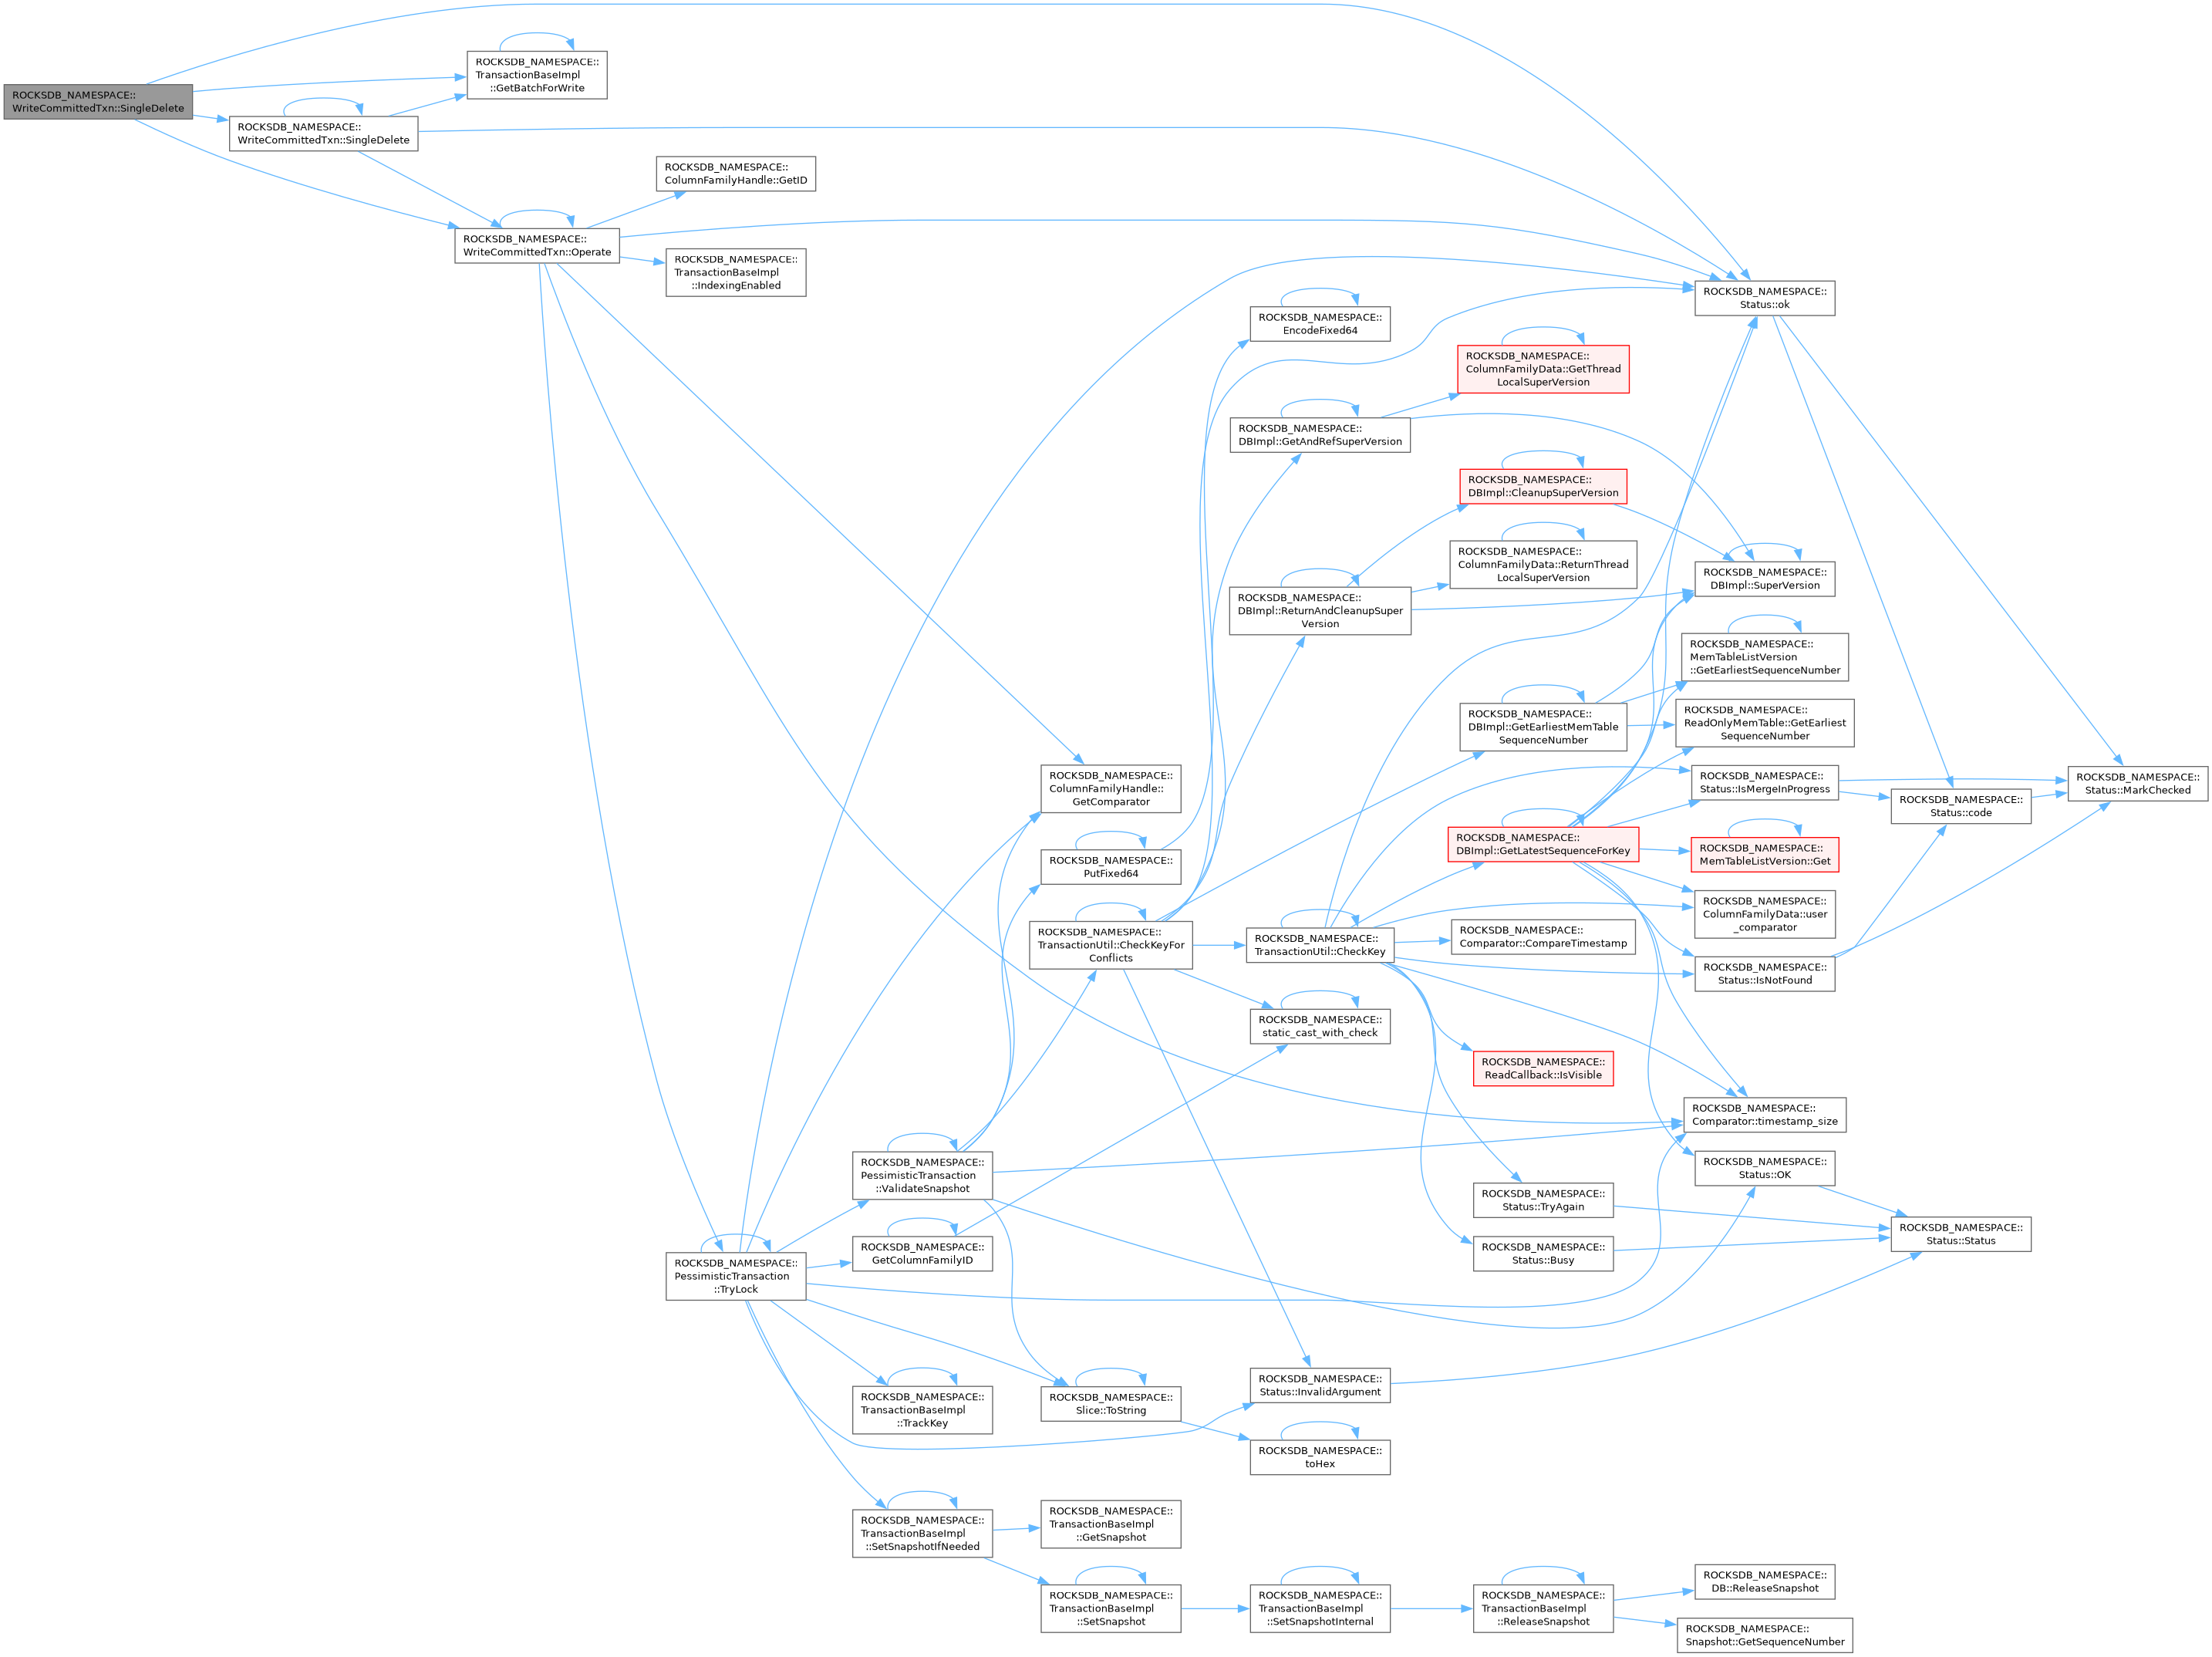 ROCKSDB_NAMESPACE::
WriteCommittedTxn::SingleDelete
ROCKSDB_NAMESPACE::
TransactionBaseImpl
::GetBatchForWrite
ROCKSDB_NAMESPACE::
WriteCommittedTxn::SingleDelete
ROCKSDB_NAMESPACE::
WriteCommittedTxn::Operate
ROCKSDB_NAMESPACE::
ColumnFamilyHandle::GetID
ROCKSDB_NAMESPACE::
TransactionBaseImpl
::IndexingEnabled
ROCKSDB_NAMESPACE::
PessimisticTransaction
::TryLock
ROCKSDB_NAMESPACE::
PessimisticTransaction
::ValidateSnapshot
ROCKSDB_NAMESPACE::
GetColumnFamilyID
ROCKSDB_NAMESPACE::
TransactionBaseImpl
::TrackKey
ROCKSDB_NAMESPACE::
TransactionBaseImpl
::SetSnapshotIfNeeded
ROCKSDB_NAMESPACE::
ColumnFamilyHandle::
GetComparator
ROCKSDB_NAMESPACE::
PutFixed64
ROCKSDB_NAMESPACE::
TransactionUtil::CheckKeyFor
Conflicts
ROCKSDB_NAMESPACE::
Slice::ToString
ROCKSDB_NAMESPACE::
TransactionBaseImpl
::GetSnapshot
ROCKSDB_NAMESPACE::
TransactionBaseImpl
::SetSnapshot
ROCKSDB_NAMESPACE::
EncodeFixed64
ROCKSDB_NAMESPACE::
DBImpl::GetAndRefSuperVersion
ROCKSDB_NAMESPACE::
DBImpl::ReturnAndCleanupSuper
Version
ROCKSDB_NAMESPACE::
TransactionUtil::CheckKey
ROCKSDB_NAMESPACE::
static_cast_with_check
ROCKSDB_NAMESPACE::
Status::InvalidArgument
ROCKSDB_NAMESPACE::
toHex
ROCKSDB_NAMESPACE::
TransactionBaseImpl
::SetSnapshotInternal
ROCKSDB_NAMESPACE::
ColumnFamilyData::GetThread
LocalSuperVersion
ROCKSDB_NAMESPACE::
DBImpl::CleanupSuperVersion
ROCKSDB_NAMESPACE::
ColumnFamilyData::ReturnThread
LocalSuperVersion
ROCKSDB_NAMESPACE::
DBImpl::GetEarliestMemTable
SequenceNumber
ROCKSDB_NAMESPACE::
DBImpl::GetLatestSequenceForKey
ROCKSDB_NAMESPACE::
Comparator::CompareTimestamp
ROCKSDB_NAMESPACE::
ReadCallback::IsVisible
ROCKSDB_NAMESPACE::
Status::TryAgain
ROCKSDB_NAMESPACE::
Status::Busy
ROCKSDB_NAMESPACE::
TransactionBaseImpl
::ReleaseSnapshot
ROCKSDB_NAMESPACE::
Status::ok
ROCKSDB_NAMESPACE::
DBImpl::SuperVersion
ROCKSDB_NAMESPACE::
MemTableListVersion
::GetEarliestSequenceNumber
ROCKSDB_NAMESPACE::
ReadOnlyMemTable::GetEarliest
SequenceNumber
ROCKSDB_NAMESPACE::
Status::IsMergeInProgress
ROCKSDB_NAMESPACE::
MemTableListVersion::Get
ROCKSDB_NAMESPACE::
ColumnFamilyData::user
_comparator
ROCKSDB_NAMESPACE::
Status::IsNotFound
ROCKSDB_NAMESPACE::
Comparator::timestamp_size
ROCKSDB_NAMESPACE::
Status::OK
ROCKSDB_NAMESPACE::
DB::ReleaseSnapshot
ROCKSDB_NAMESPACE::
Snapshot::GetSequenceNumber
ROCKSDB_NAMESPACE::
Status::code
ROCKSDB_NAMESPACE::
Status::Status
ROCKSDB_NAMESPACE::
Status::MarkChecked